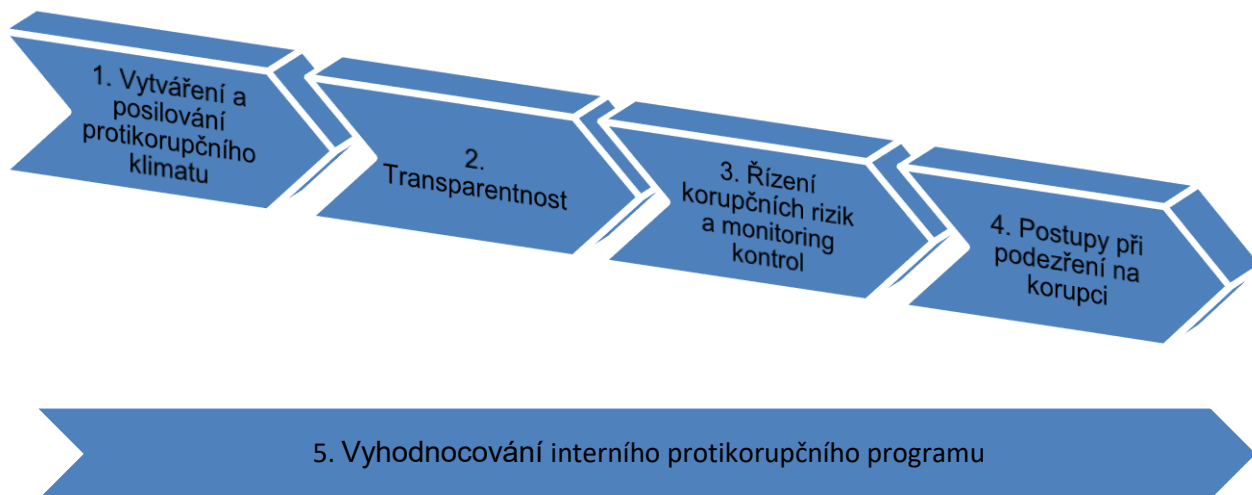 1. Vytváření a
posilování
protikorupčního
klimatu
2.
Transparentnost
3. Řízení
korupčních rizik
a monitoring
kontrol
4. Postupy při
podezření na
korupci
5. Vyhodnocování interního protikorupčního programu